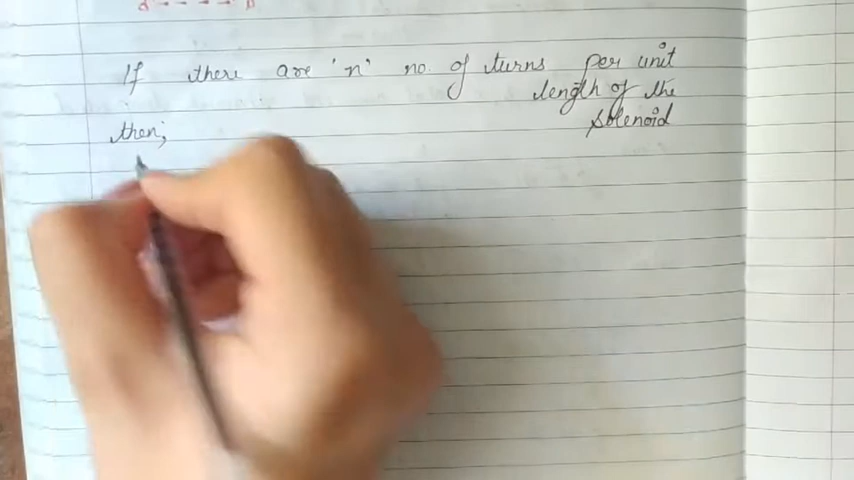 If there are 'n' no. of turns per unit
length of the
solenoid
then;